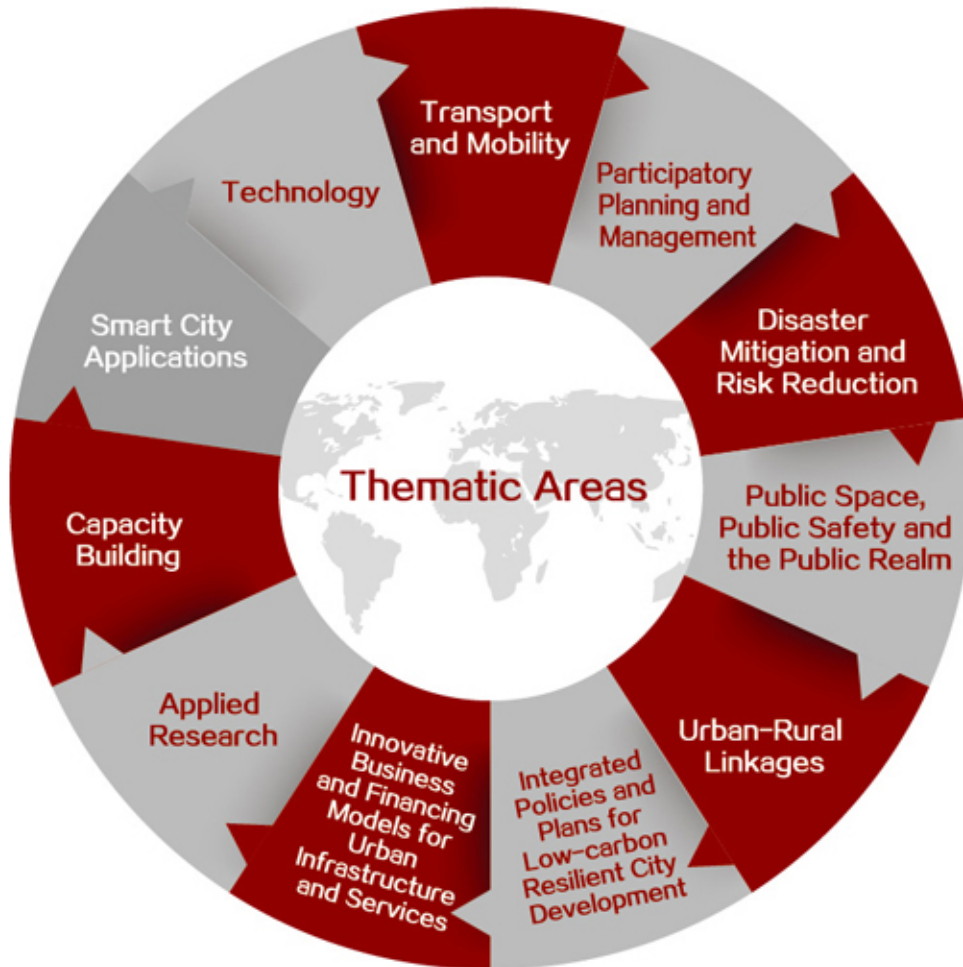 Transport
and Mobility
Participatory
Planning and
Management
Disaster
Mitigation and
Risk Reduction
Public Space,
Public Safety and
the Public Realm
Urban-Rural
Linkages
Integrated
Policies and
Plans for
Low-carbon
Resilient City
Development
Innovative
Business
and Financing
Models for
Urban
Infrastructure
and Services
Applied
Research
Capacity
Building
Smart City
Applications
Technology
Thematic Areas